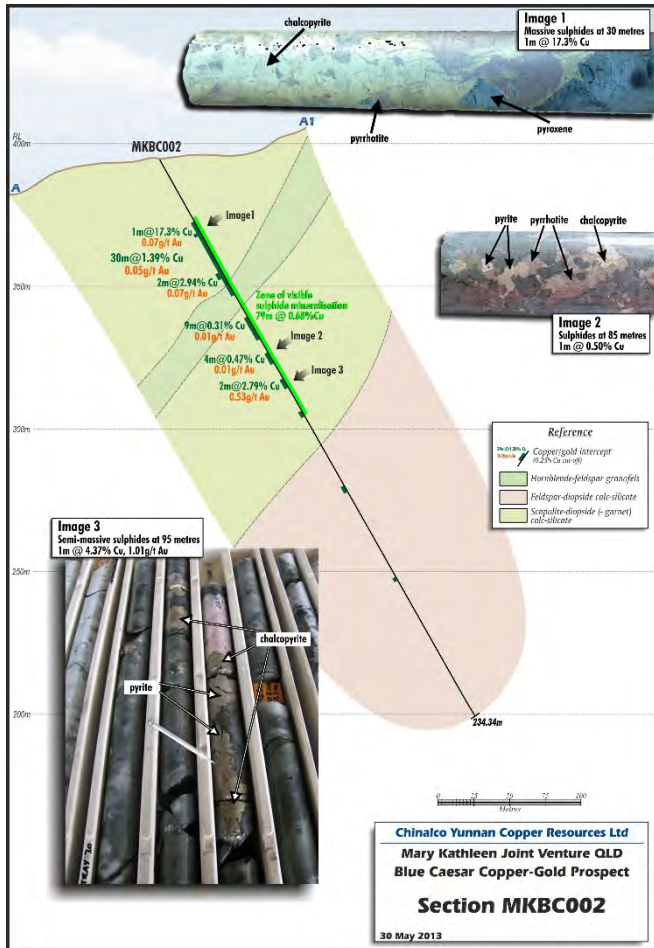 Image 1
Massive sulphides at 30 metres
1m @ 17.3% Cu
chalcopyrite
pyrrhotite
pyroxene
A1
RL
400m
MKBC002
A
Image1
1m@17.3% Cu
0.07g/t Au
30m@1.39% Cu
0.05g/t Au
2m@2.94% Cu
0.07g/t Au
350m
Zone of visible
sulphide mineralisation
79m @ 0.68%Cu
9m@0.31% Cu
0.01g/t Au
Image 2
4m@0.47% Cu
0.01g/t Au
Image 3
2m@2.79% Cu
0.53g/t Au
300m
pyrite
pyrrhotite
chalcopyrite
Image 2
Sulphides at 85 metres
1m @ 0.50% Cu
Reference
Copper/gold intercept
(0.25% Cu cut-off)
Hornblende-feldspar granofels
Feldspar-diopside calc-silicate
Scapolite-diopside (- garnet)
calc-silicate
Image 3
Semi-massive sulphides at 95 metres
1m @ 4.37% Cu, 1.01g/t Au
250m
chalcopyrite
pyrite
200m
234.34m
0 25 50 75 100
Metres
Chinalco Yunnan Copper Resources Ltd
Mary Kathleen Joint Venture QLD
Blue Caesar Copper-Gold Prospect
Section MKBC002
30 May 2013